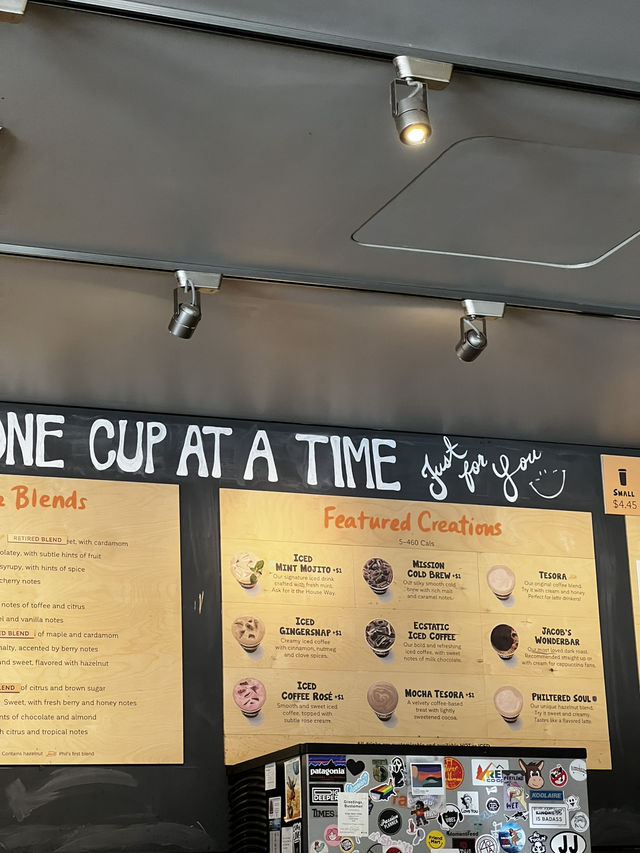 ONE CUP AT A TIME Just for You
SMALL
$4.45
Blends
RETIRED BLEND
with cardamom
with subtle hints of fruit
syrupy, with hints of spice
cherry notes
notes of toffee and citrus
and vanilla notes
BLEND of maple and cardamom
malty, accented by berry notes
and sweet, flavored with hazelnut
BLEND of citrus and brown sugar
Sweet, with fresh berry and honey notes
of chocolate and almond
citrus and tropical notes
Contains hazelnut Phil's first blend
Featured Creations
5-460 Cals
ICED
MINT MOJITO +$1
Our signature iced drink
crafted with fresh mint.
Ask for it the House Way.
MISSION
COLD BREW +$1
Our silky smooth cold
brew with rich malt
and caramel notes.
TESORA
Our original coffee blend.
Try it with cream and honey.
Perfect for latte drinkers!
ICED
GINGERSNAP +$1
Creamy iced coffee
with cinnamon, nutmeg
and clove spices.
ECSTATIC
ICED COFFEE
Our bold and refreshing
iced coffee, with sweet
notes of milk chocolate.
JACOB'S
WONDERBAR
Our most loved dark roast.
Recommended straight up or
with cream for cappuccino fans.
ICED
COFFEE ROSÉ +$1
Smooth and sweet iced
coffee, topped with
subtle rose cream.
MOCHA TESORA +$1
A velvety coffee-based
treat with lightly
sweetened cocoa.
PHILTERED SOUL
Our unique hazelnut blend.
Try it sweet and creamy.
Tastes like a flavored latte.
patagonia
DEEPER
TIMES
KOOLAIRE
KINDNESS
IS BADASS
JJ